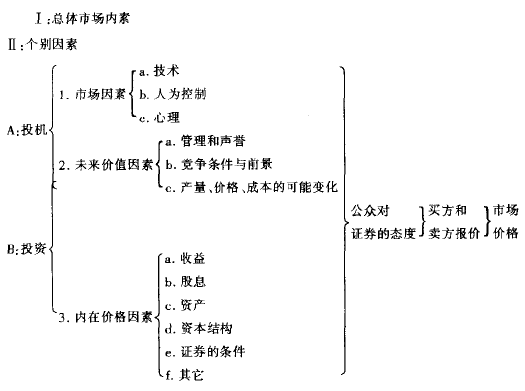 Ⅰ:总体市场内素
Ⅱ:个别因素
A:投机
1. 市场因素
a. 技术
b. 人为控制
c. 心理
2. 未来价值因素
a. 管理和声誉
b. 竞争条件与前景
c. 产量、价格、成本的可能变化
B:投资
3. 内在价格因素
a. 收益
b. 股息
c. 资产
d. 资本结构
e. 证券的条件
f. 其它
公众对
证券的态度
买方和
卖方报价
市场
价格